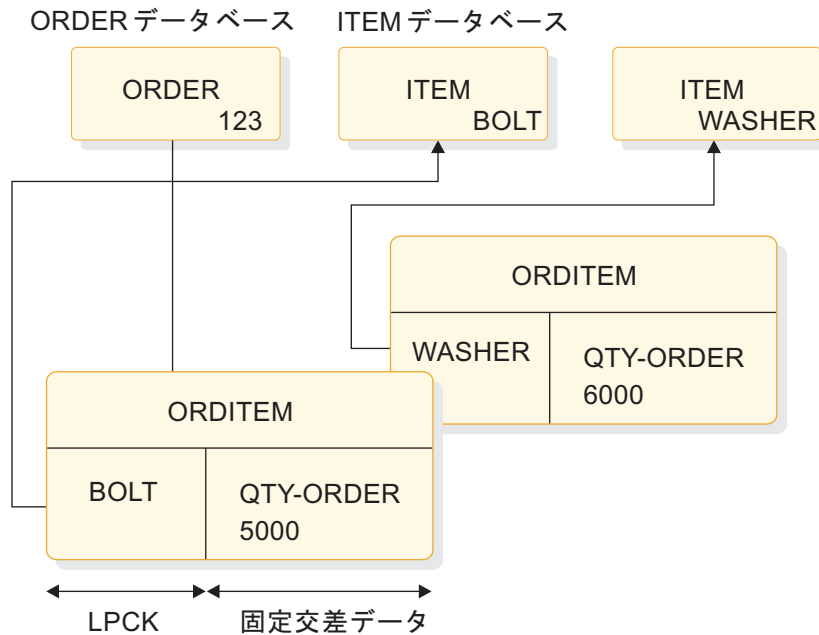 ORDER データベース
ITEM データベース
ORDER
123
ITEM
BOLT
ITEM
WASHER
ORDITEM
WASHER
QTY-ORDER
6000
ORDITEM
BOLT
QTY-ORDER
5000
LPCK
固定交差データ